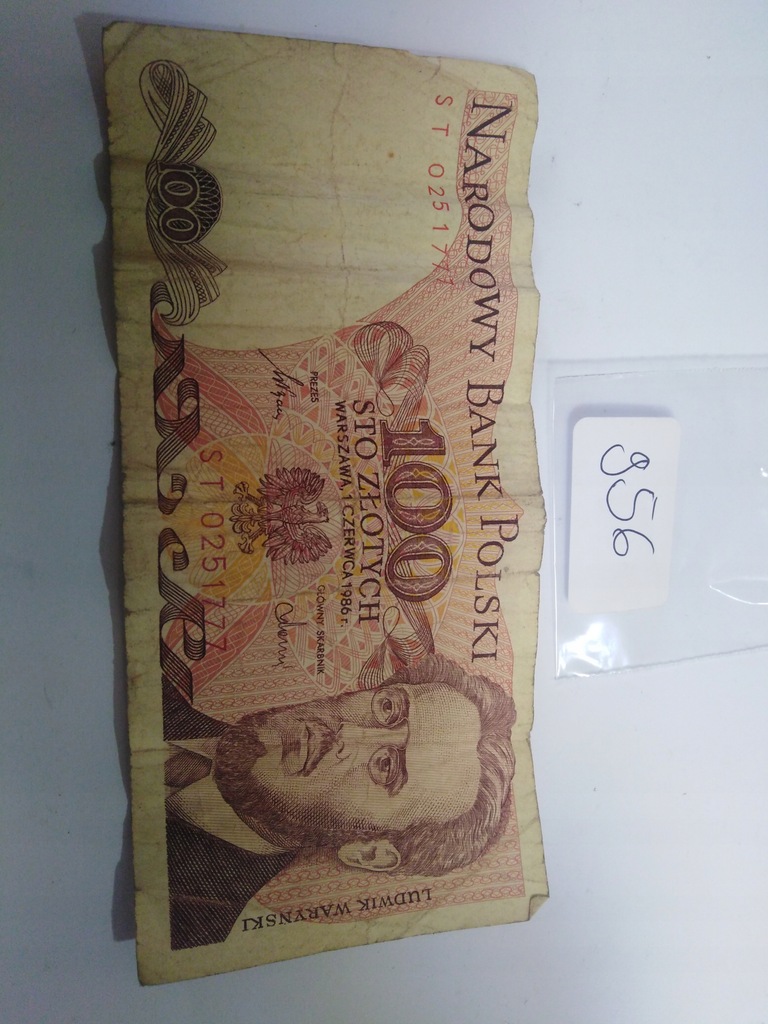 NARODOWY BANK POLSKI
ST 0251777
100
STO ZŁOTYCH
WARSZAWA, 1 CZERWCA 1986 r.
PREZES
GŁÓWNY SKARBNIK
ST 0251777
100
LUDWIK WARYŃSKI
956